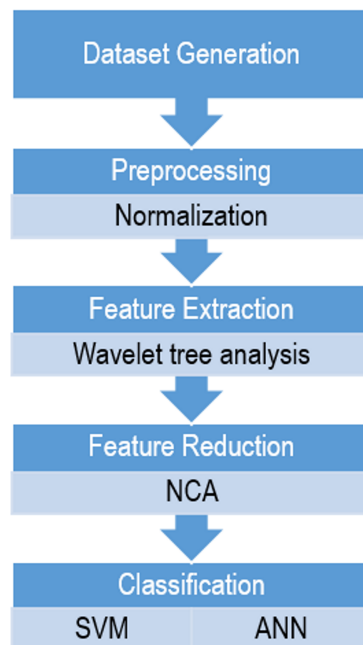 Dataset Generation
Preprocessing
Normalization
Feature Extraction
Wavelet tree analysis
Feature Reduction
NCA
Classification
SVM ANN